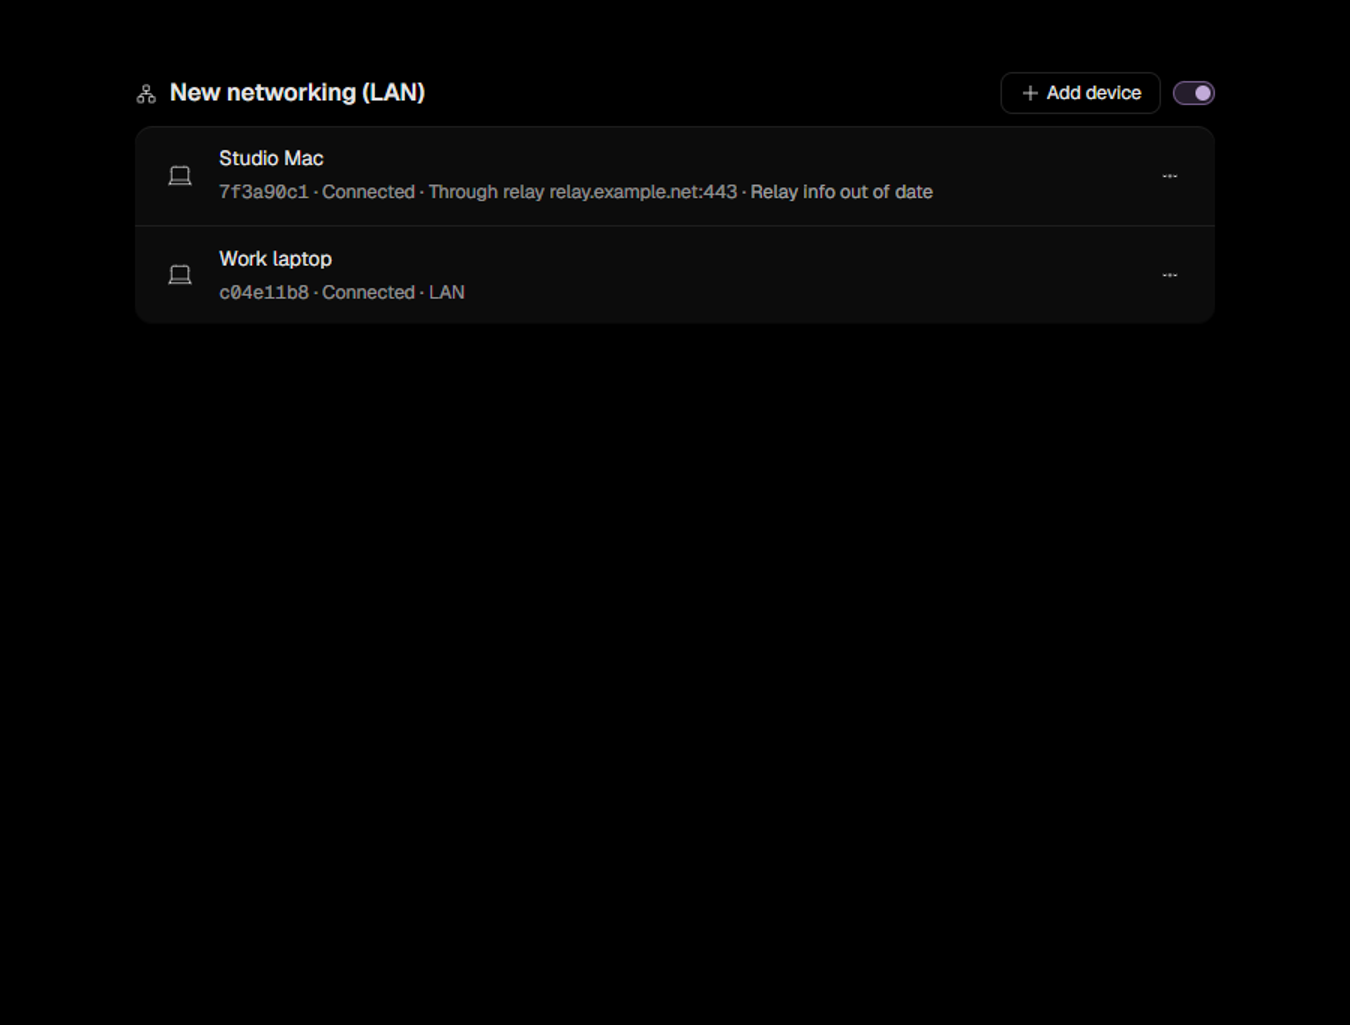 New networking (LAN)
Add device
Studio Mac
7f3a90c1 · Connected · Through relay relay.example.net:443 · Relay info out of date
Work laptop
c04e11b8 · Connected · LAN